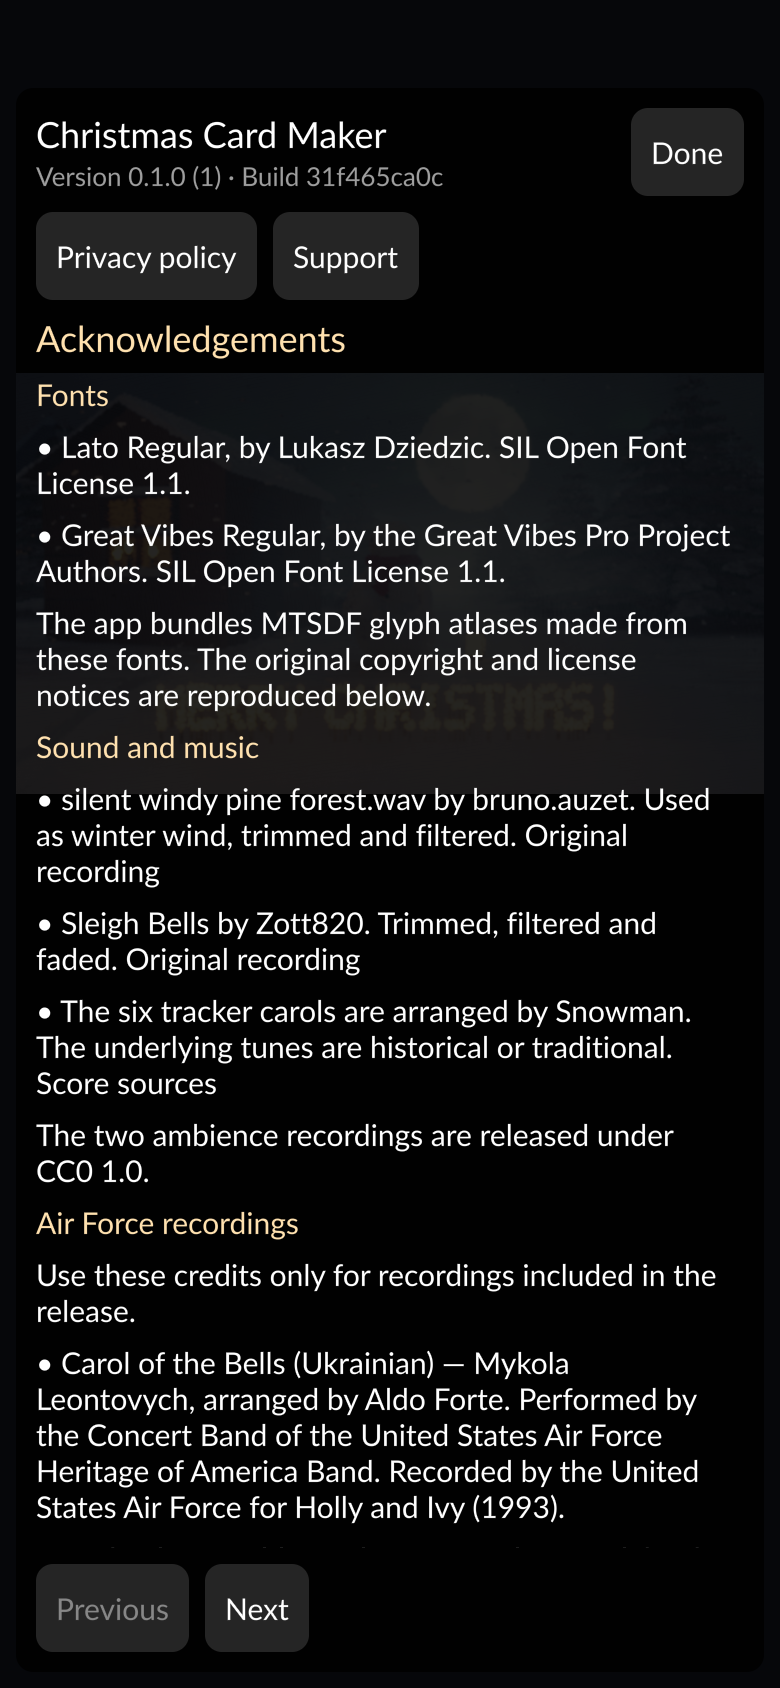 Christmas Card Maker
Version 0.1.0 (1) · Build 31f465ca0c
Done
Privacy policy
Support
Acknowledgements
Fonts
• Lato Regular, by Lukasz Dziedzic. SIL Open Font
License 1.1.
• Great Vibes Regular, by the Great Vibes Pro Project
Authors. SIL Open Font License 1.1.
The app bundles MTSDF glyph atlases made from
these fonts. The original copyright and license
notices are reproduced below.
MERRY CHRISTMAS!
Sound and music
• silent windy pine forest.wav by bruno.auzet. Used
as winter wind, trimmed and filtered. Original
recording
• Sleigh Bells by Zott820. Trimmed, filtered and
faded. Original recording
• The six tracker carols are arranged by Snowman.
The underlying tunes are historical or traditional.
Score sources
The two ambience recordings are released under
CC0 1.0.
Air Force recordings
Use these credits only for recordings included in the
release.
• Carol of the Bells (Ukrainian) — Mykola
Leontovych, arranged by Aldo Forte. Performed by
the Concert Band of the United States Air Force
Heritage of America Band. Recorded by the United
States Air Force for Holly and Ivy (1993).
Previous
Next